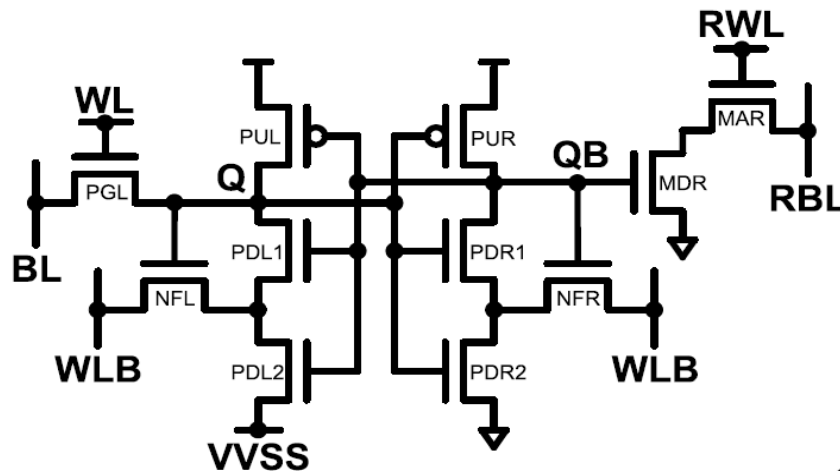 RWL
WL
MAR
PUL
PUR
Q
QB
PGL
MDR
RBL
BL
PDL1
PDR1
NFL
NFR
WLB
WLB
PDL2
PDR2
VVSS